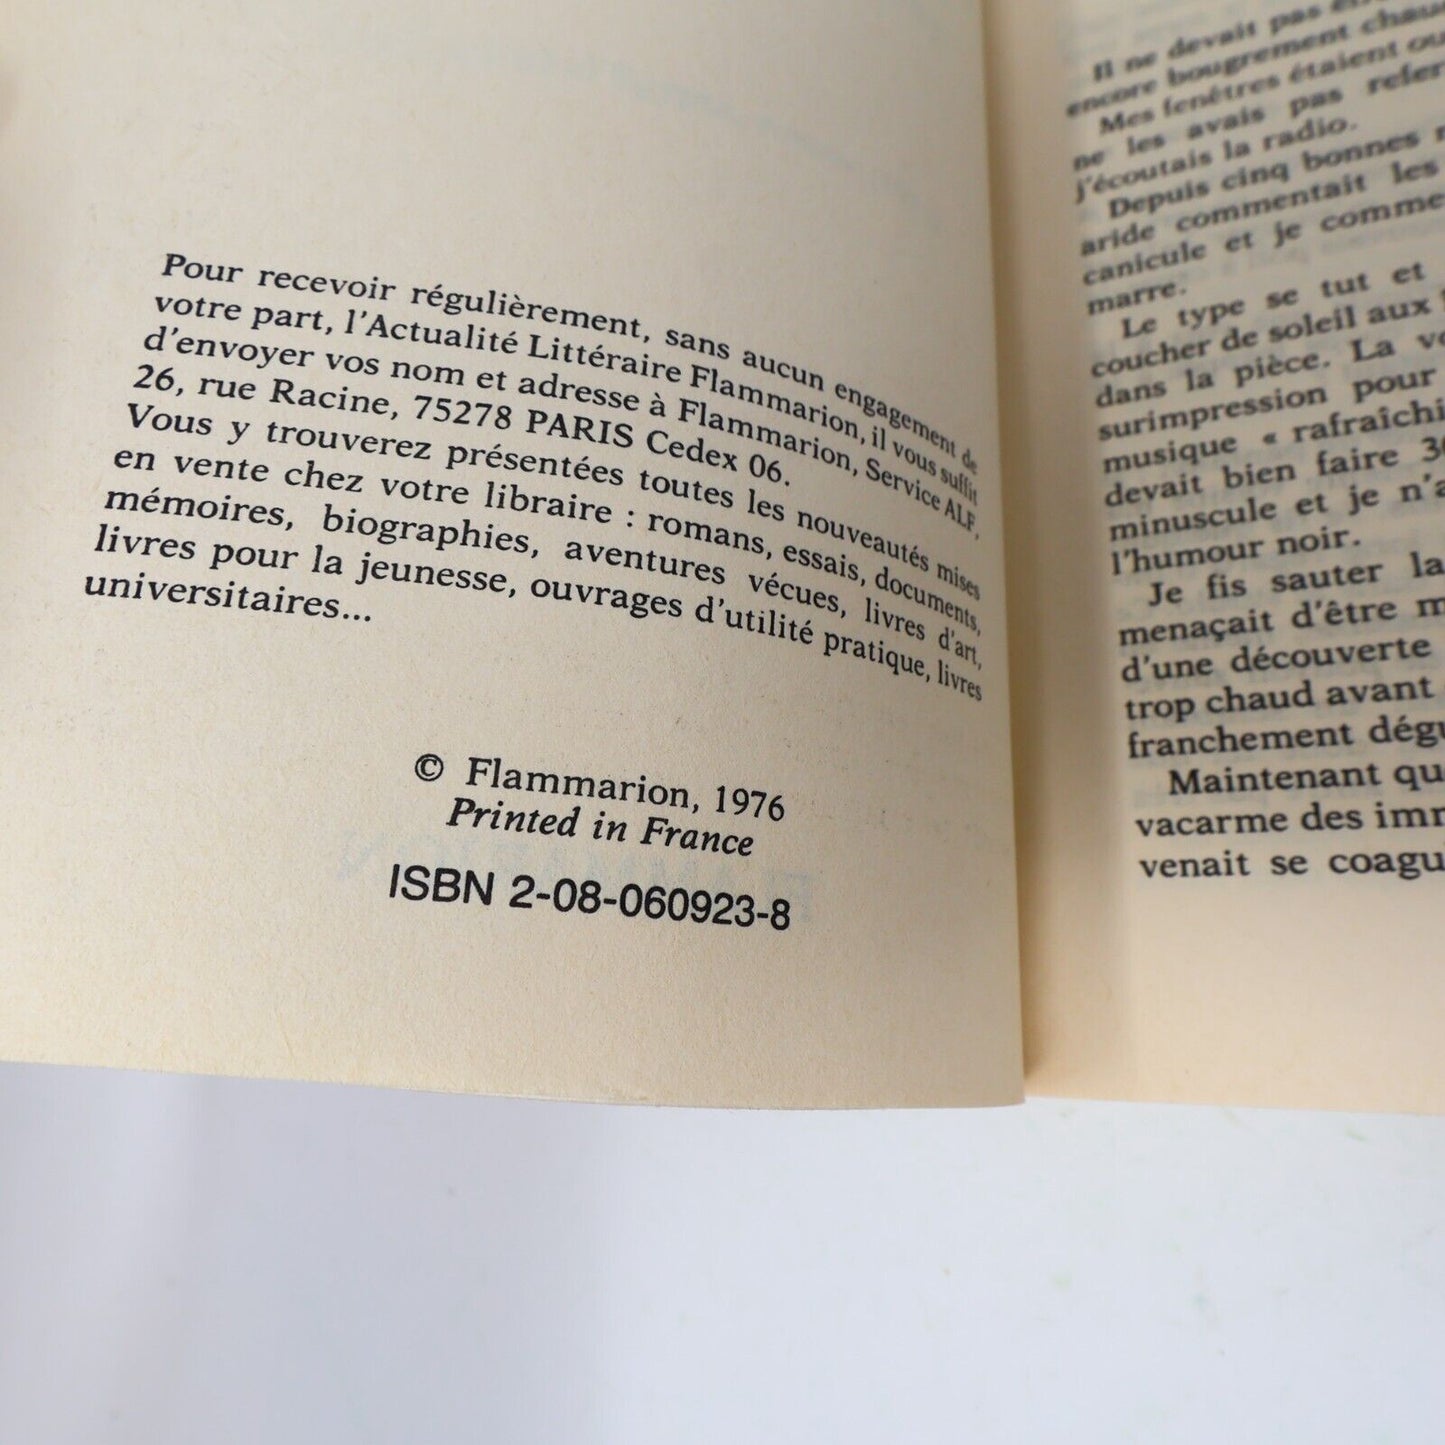 Pour recevoir régulièrement, sans aucun engagement de
votre part, l'Actualité Littéraire Flammarion, il vous suffit
d'envoyer vos nom et adresse à Flammarion, Service ALF,
26, rue Racine, 75278 PARIS Cedex 06.
Vous y trouverez présentées toutes les nouveautés mises
en vente chez votre libraire : romans, essais, documents,
mémoires, biographies, aventures vécues, livres d'art,
livres pour la jeunesse, ouvrages d'utilité pratique, livres
universitaires...
© Flammarion, 1976
Printed in France
ISBN 2-08-060923-8
Il ne devait pas
encore bougrement
Mes fenêtres étaient
ne les avais pas
j'écoutais la radio.
Depuis cinq bonnes
aride commentait les
canicule et je
marre.
Le type se tut et
coucher de soleil aux
dans la pièce. La
surimpression pour
musique «
devait bien faire
minuscule et je
l'humour noir.
Je fis sauter la
menaçait d'être
d'une découverte
trop chaud avant
franchement
Maintenant
vacarme des
venait se